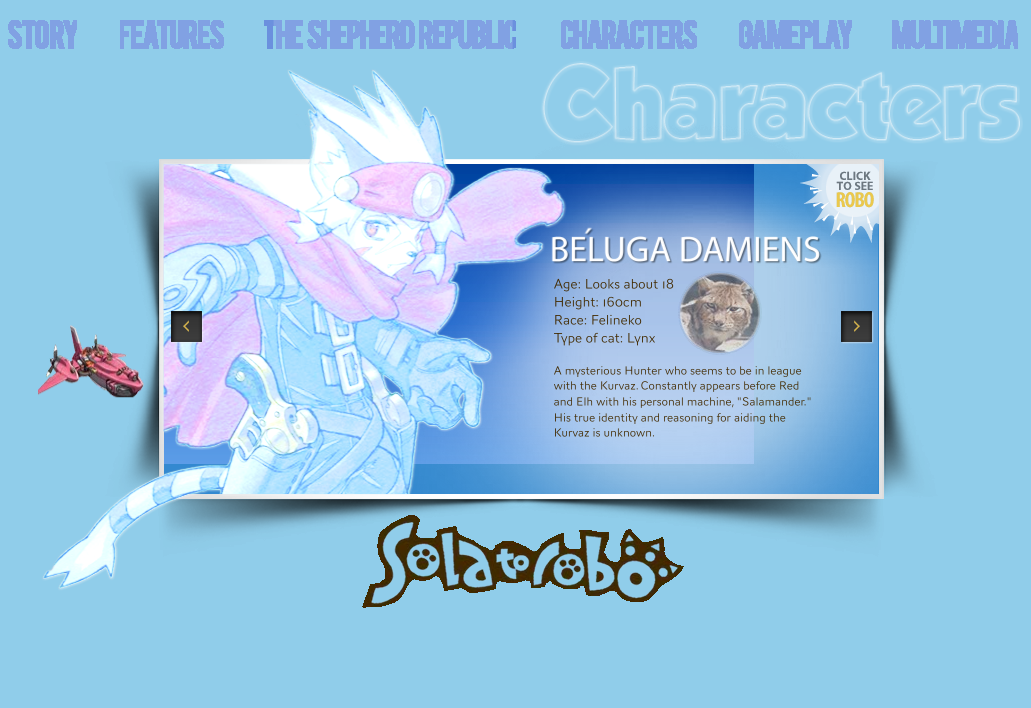 STORY FEATURES THE SHEPHERD REPUBLIC CHARACTERS GAMEPLAY MULTIMEDIA
Characters
CLICK
TO SEE
ROBO
BÉLUGA DAMIENS
Age: Looks about 18
Height: 160cm
Race: Felineko
Type of cat: Lynx
A mysterious Hunter who seems to be in league
with the Kurvaz. Constantly appears before Red
and Elh with his personal machine, "Salamander."
His true identity and reasoning for aiding the
Kurvaz is unknown.
Solatorobo